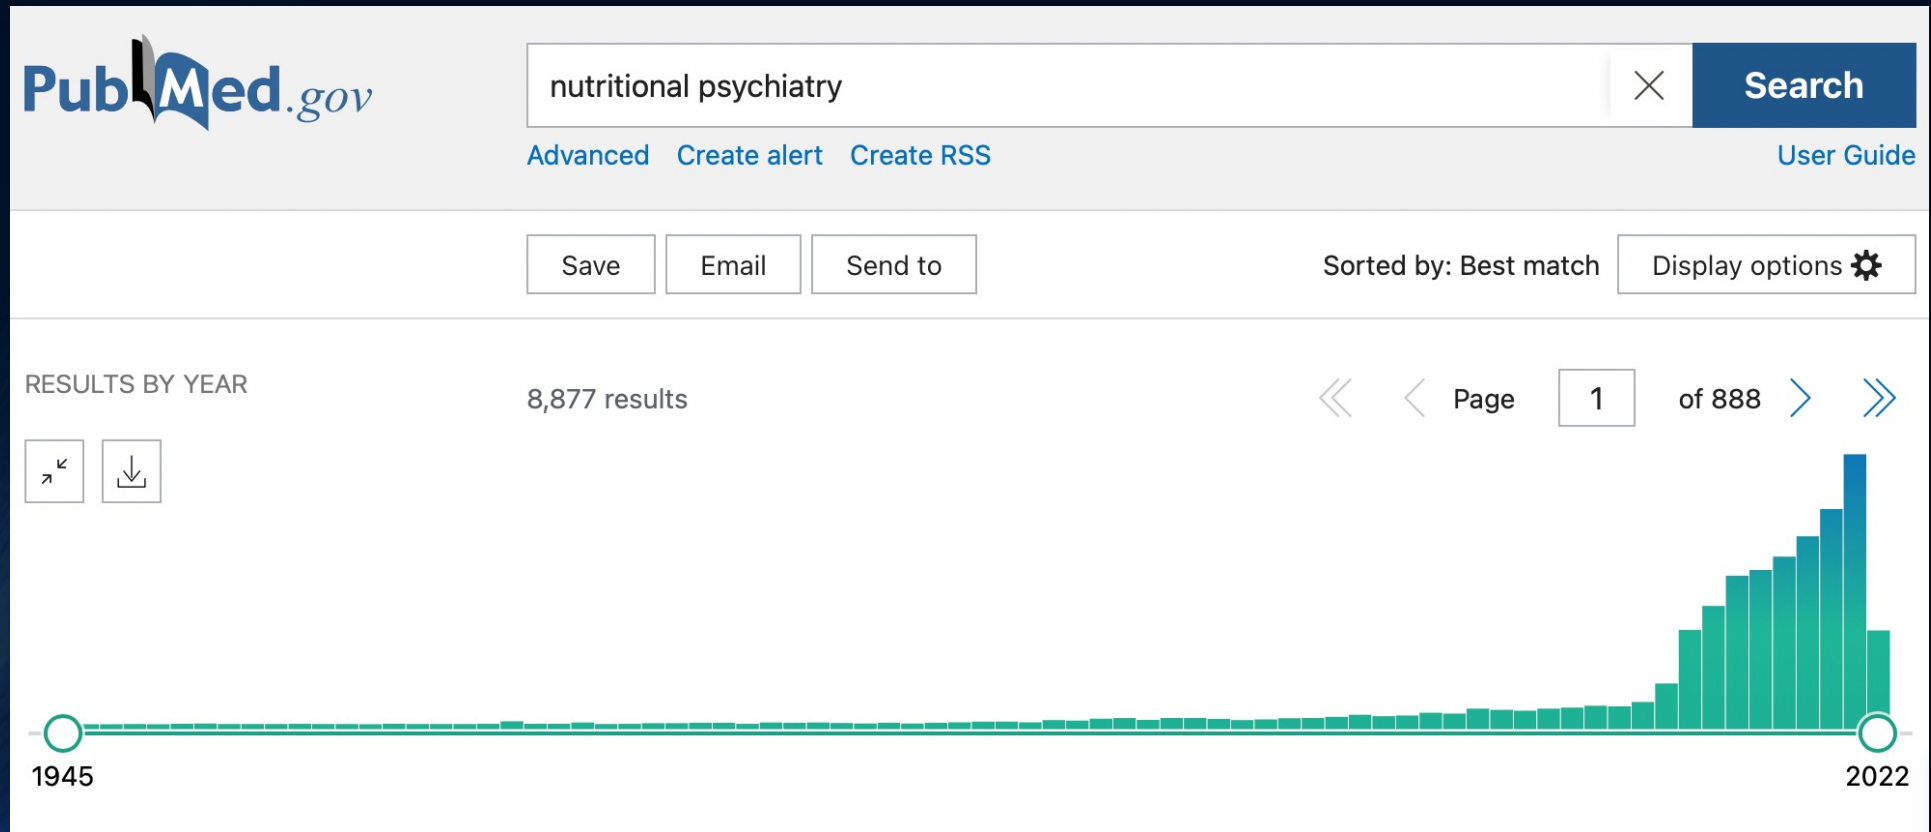 PubMed.gov
nutritional psychiatry
Search
Advanced Create alert Create RSS User Guide
Save Email Send to Sorted by: Best match Display options
RESULTS BY YEAR
8,877 results Page 1 of 888
1945 2022